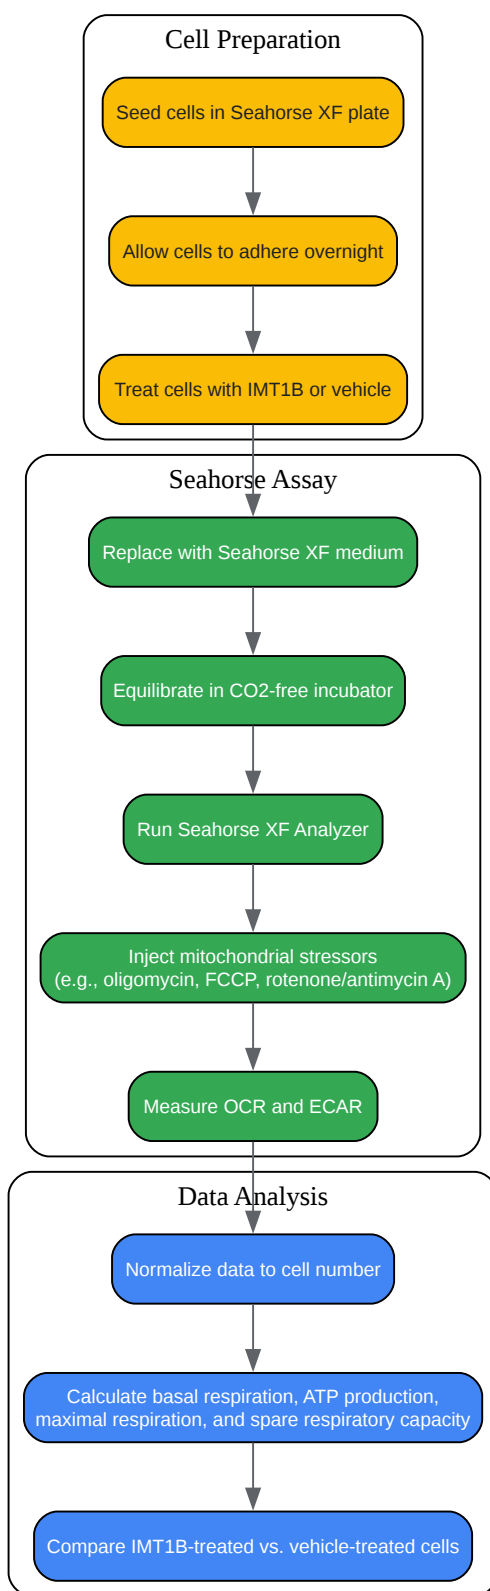 Cell Preparation
Seed cells in Seahorse XF plate
Allow cells to adhere overnight
Treat cells with IMT1B or vehicle
Seahorse Assay
Replace with Seahorse XF medium
Equilibrate in CO2-free incubator
Run Seahorse XF Analyzer
Inject mitochondrial stressors
(e.g., oligomycin, FCCP, rotenone/antimycin A)
Measure OCR and ECAR
Data Analysis
Normalize data to cell number
Calculate basal respiration, ATP production,
maximal respiration, and spare respiratory capacity
Compare IMT1B-treated vs. vehicle-treated cells